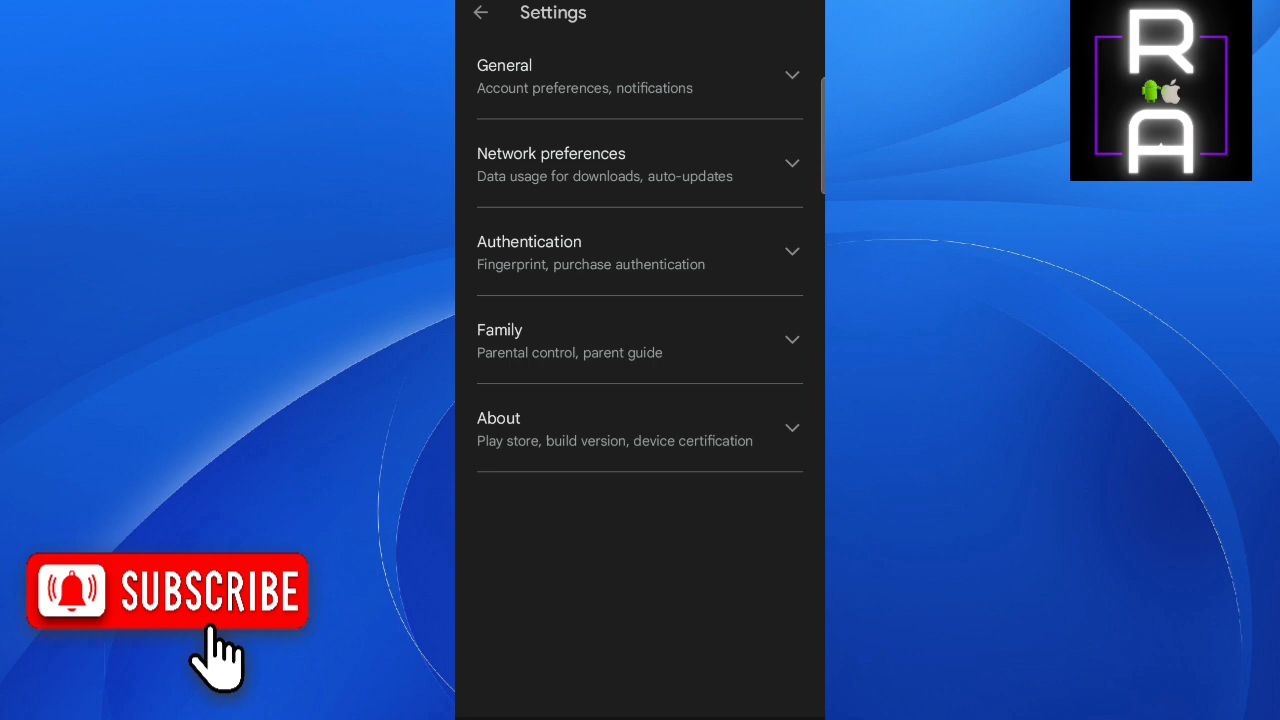 Settings
General
Account preferences, notifications
Network preferences
Data usage for downloads, auto-updates
Authentication
Fingerprint, purchase authentication
Family
Parental control, parent guide
About
Play store, build version, device certification
R
A
SUBSCRIBE